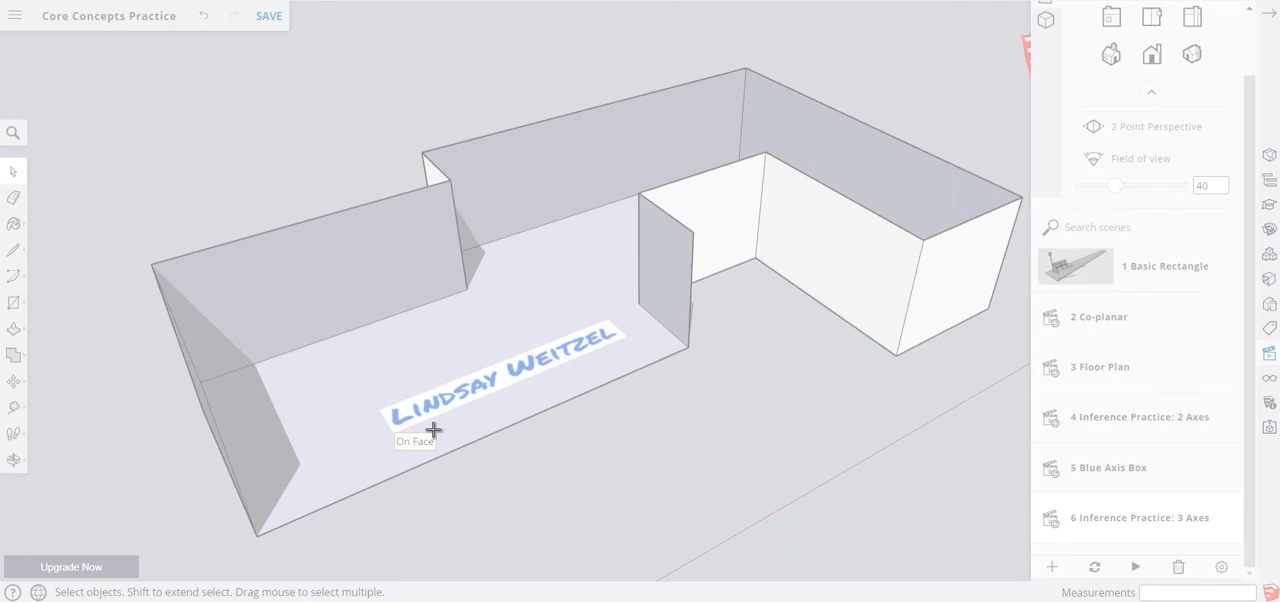 Core Concepts Practice
SAVE
2 Point Perspective
Field of view
40
Search scenes
1 Basic Rectangle
2 Co-planar
3 Floor Plan
4 Inference Practice: 2 Axes
5 Blue Axis Box
6 Inference Practice: 3 Axes
LINDSAY WEITZEL
On Face
Upgrade Now
Select objects. Shift to extend select. Drag mouse to select multiple.
Measurements